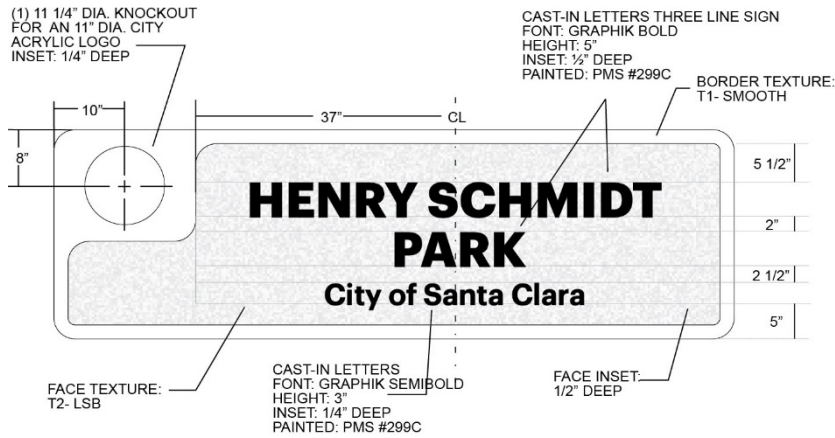 (1) 11 1/4" DIA. KNOCKOUT
FOR AN 11" DIA. CITY
ACRYLIC LOGO
INSET: 1/4" DEEP
CAST-IN LETTERS THREE LINE SIGN
FONT: GRAPHIK BOLD
HEIGHT: 5"
INSET: ½" DEEP
PAINTED: PMS #299C
BORDER TEXTURE:
T1- SMOOTH
10"
37"
CL
8"
5 1/2"
HENRY SCHMIDT
2"
PARK
2 1/2"
City of Santa Clara
5"
FACE TEXTURE:
T2- LSB
CAST-IN LETTERS
FONT: GRAPHIK SEMIBOLD
HEIGHT: 3"
INSET: 1/4" DEEP
PAINTED: PMS #299C
FACE INSET:
1/2" DEEP